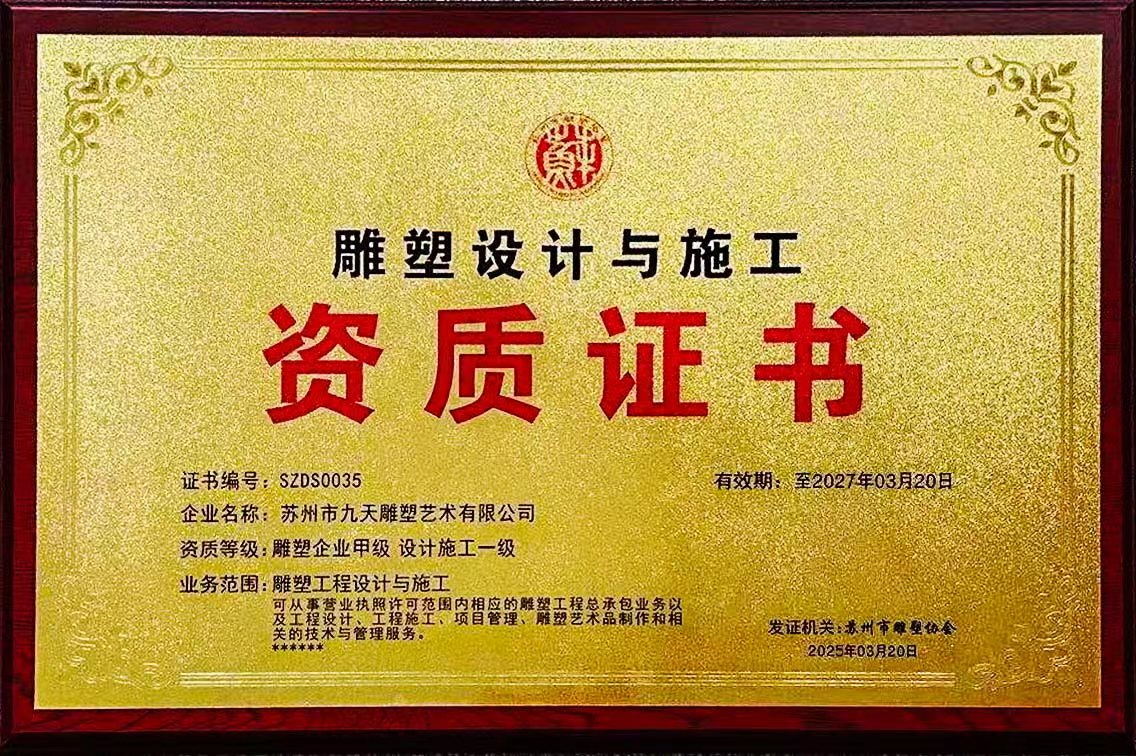 雕塑设计与施工
资质证书
证书编号：SZDS0035
有效期：至2027年03月20日
企业名称：苏州市九天雕塑艺术有限公司
资质等级：雕塑企业甲级 设计施工一级
业务范围：雕塑工程设计与施工
可从事营业执照许可范围内相应的雕塑工程总承包业务以
及工程设计、工程施工、项目管理、雕塑艺术品制作和相
关的技术与管理服务。
******
发证机关：苏州市雕塑协会
2025年03月20日